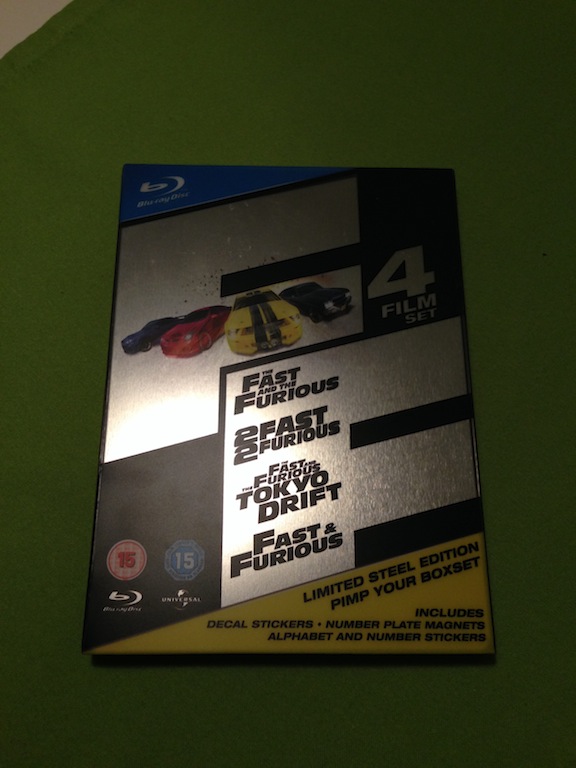 Blu-ray Disc
4
FILM
SET
THE
FAST
AND THE
FURIOUS
2 FAST
2 FURIOUS
THE
FAST AND THE
THE FURIOUS
TOKYO
DRIFT
FAST &
FURIOUS
15
15
Blu-ray Disc
UNIVERSAL
LIMITED STEEL EDITION
PIMP YOUR BOXSET
INCLUDES
DECAL STICKERS • NUMBER PLATE MAGNETS
ALPHABET AND NUMBER STICKERS